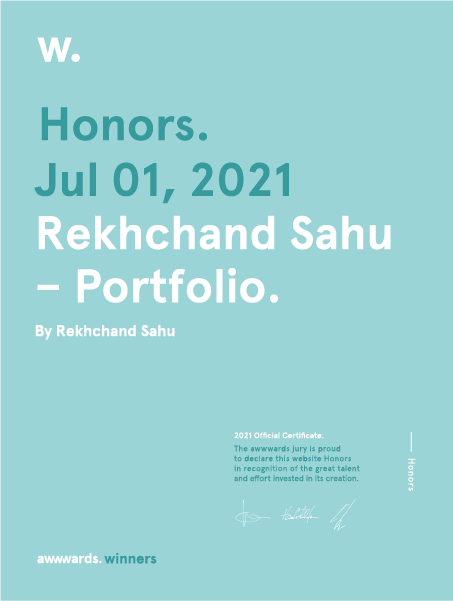 w.
Honors.
Jul 01, 2021
Rekhchand Sahu
– Portfolio.
By Rekhchand Sahu
2021 Official Certificate.
The awwwards jury is proud
to declare this website Honors
in recognition of the great talent
and effort invested in its creation.
Honors
awwwards. winners